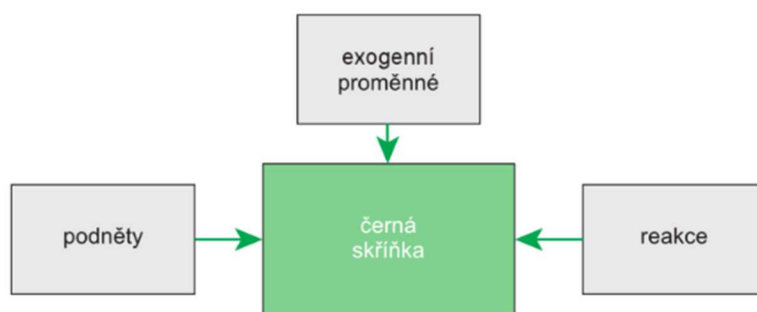 exogenní
proměnné
podněty
černá
skříňka
reakce